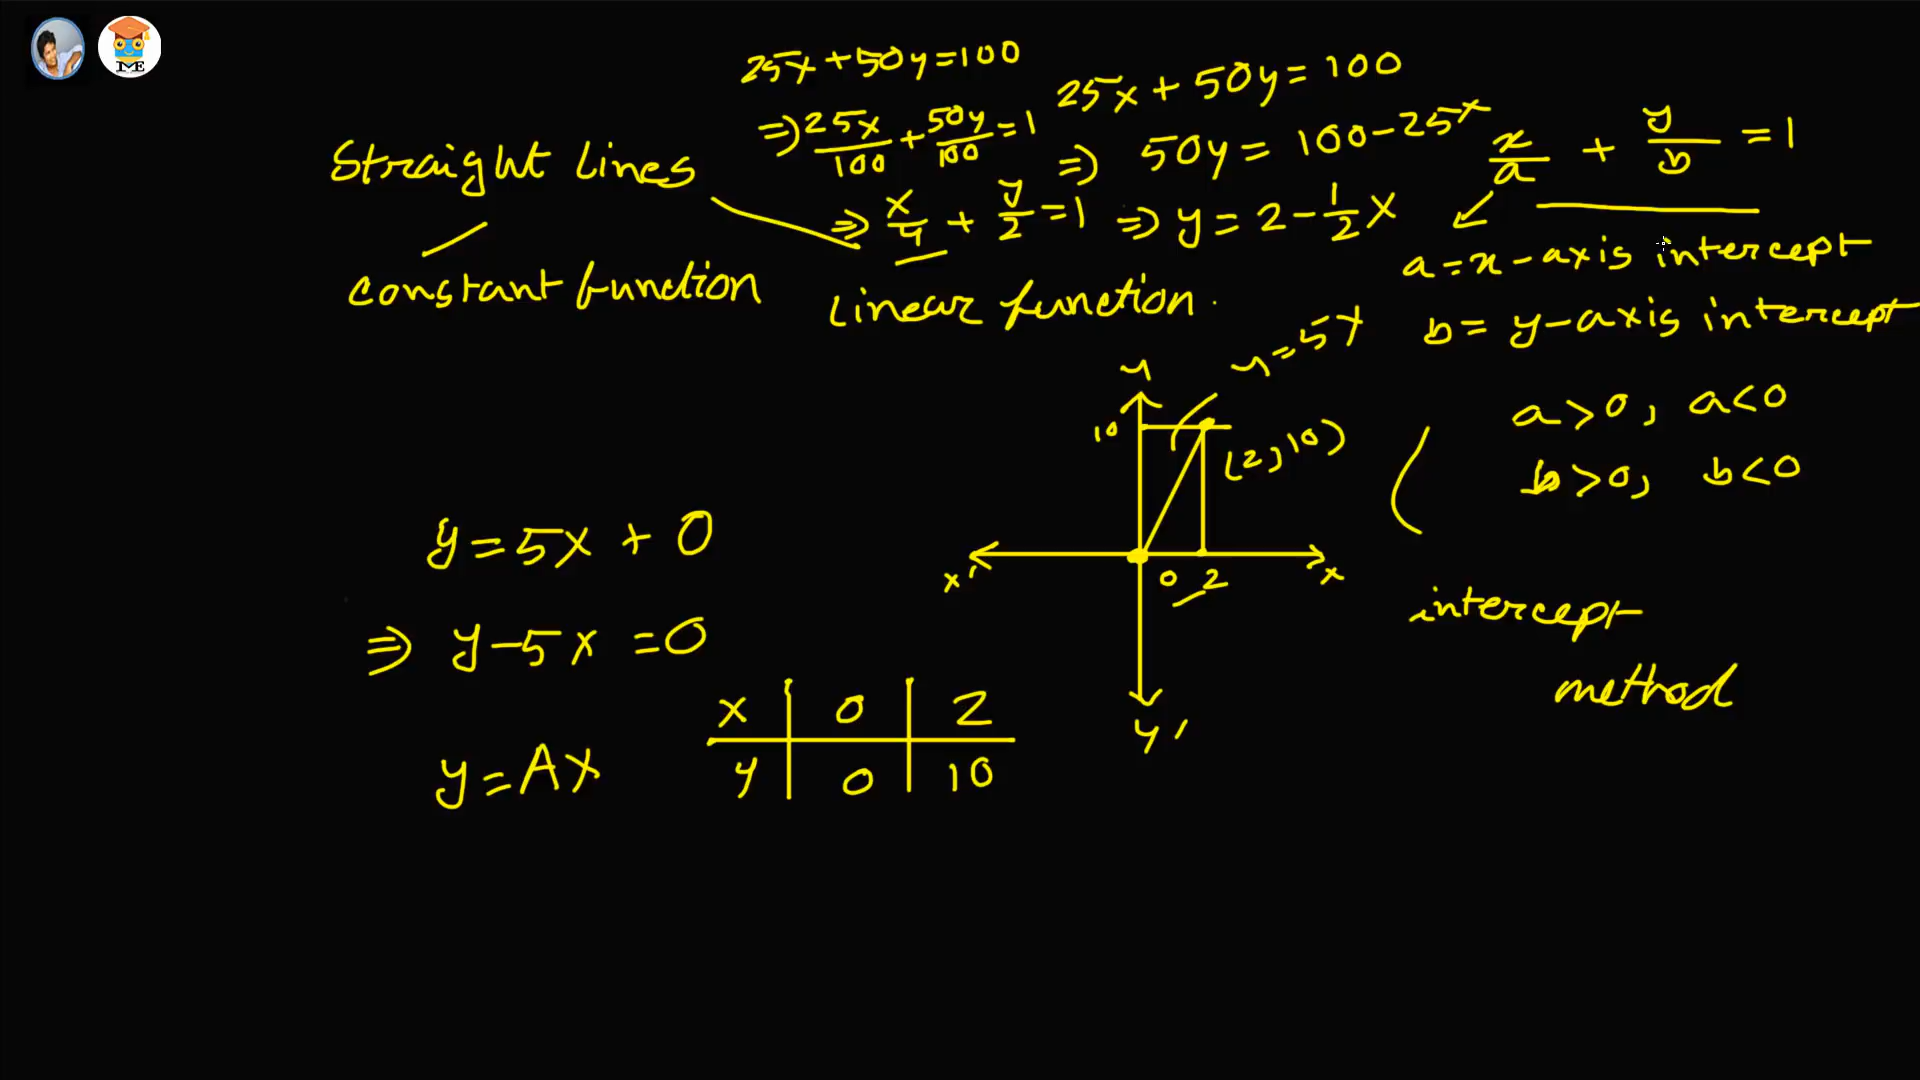 ME
25x + 50y = 100
⇒ 25x/100 + 50y/100 = 1
⇒ x/4 + y/2 = 1
25x + 50y = 100
⇒ 50y = 100 - 25x
⇒ y = 2 - 1/2 x
x/a + y/b = 1
a = x - axis intercept
b = y - axis intercept
a > 0, a < 0
b > 0, b < 0
intercept
method
Straight Lines
constant function
Linear function.
y = 5x
y
10
(2, 10)
x' 0 2 x
y'
y = 5x + 0
⇒ y - 5x = 0
y = Ax
x | 0 | 2
y | 0 | 10